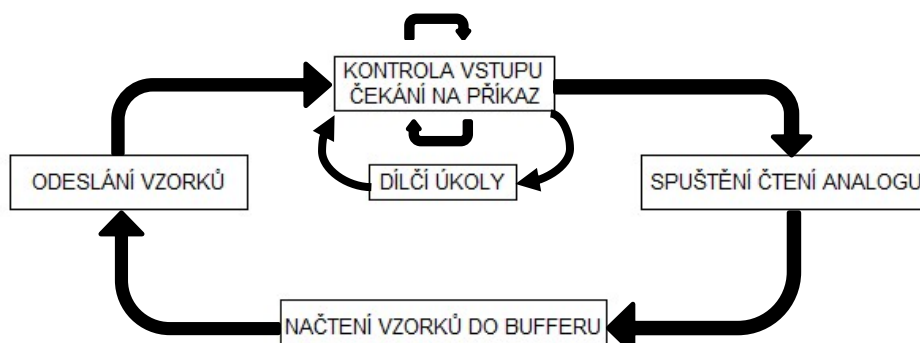 KONTROLA VSTUPU
ČEKÁNÍ NA PŘÍKAZ
ODESLÁNÍ VZORKŮ
DÍLČÍ ÚKOLY
SPUŠTĚNÍ ČTENÍ ANALOGU
NAČTENÍ VZORKŮ DO BUFFERU